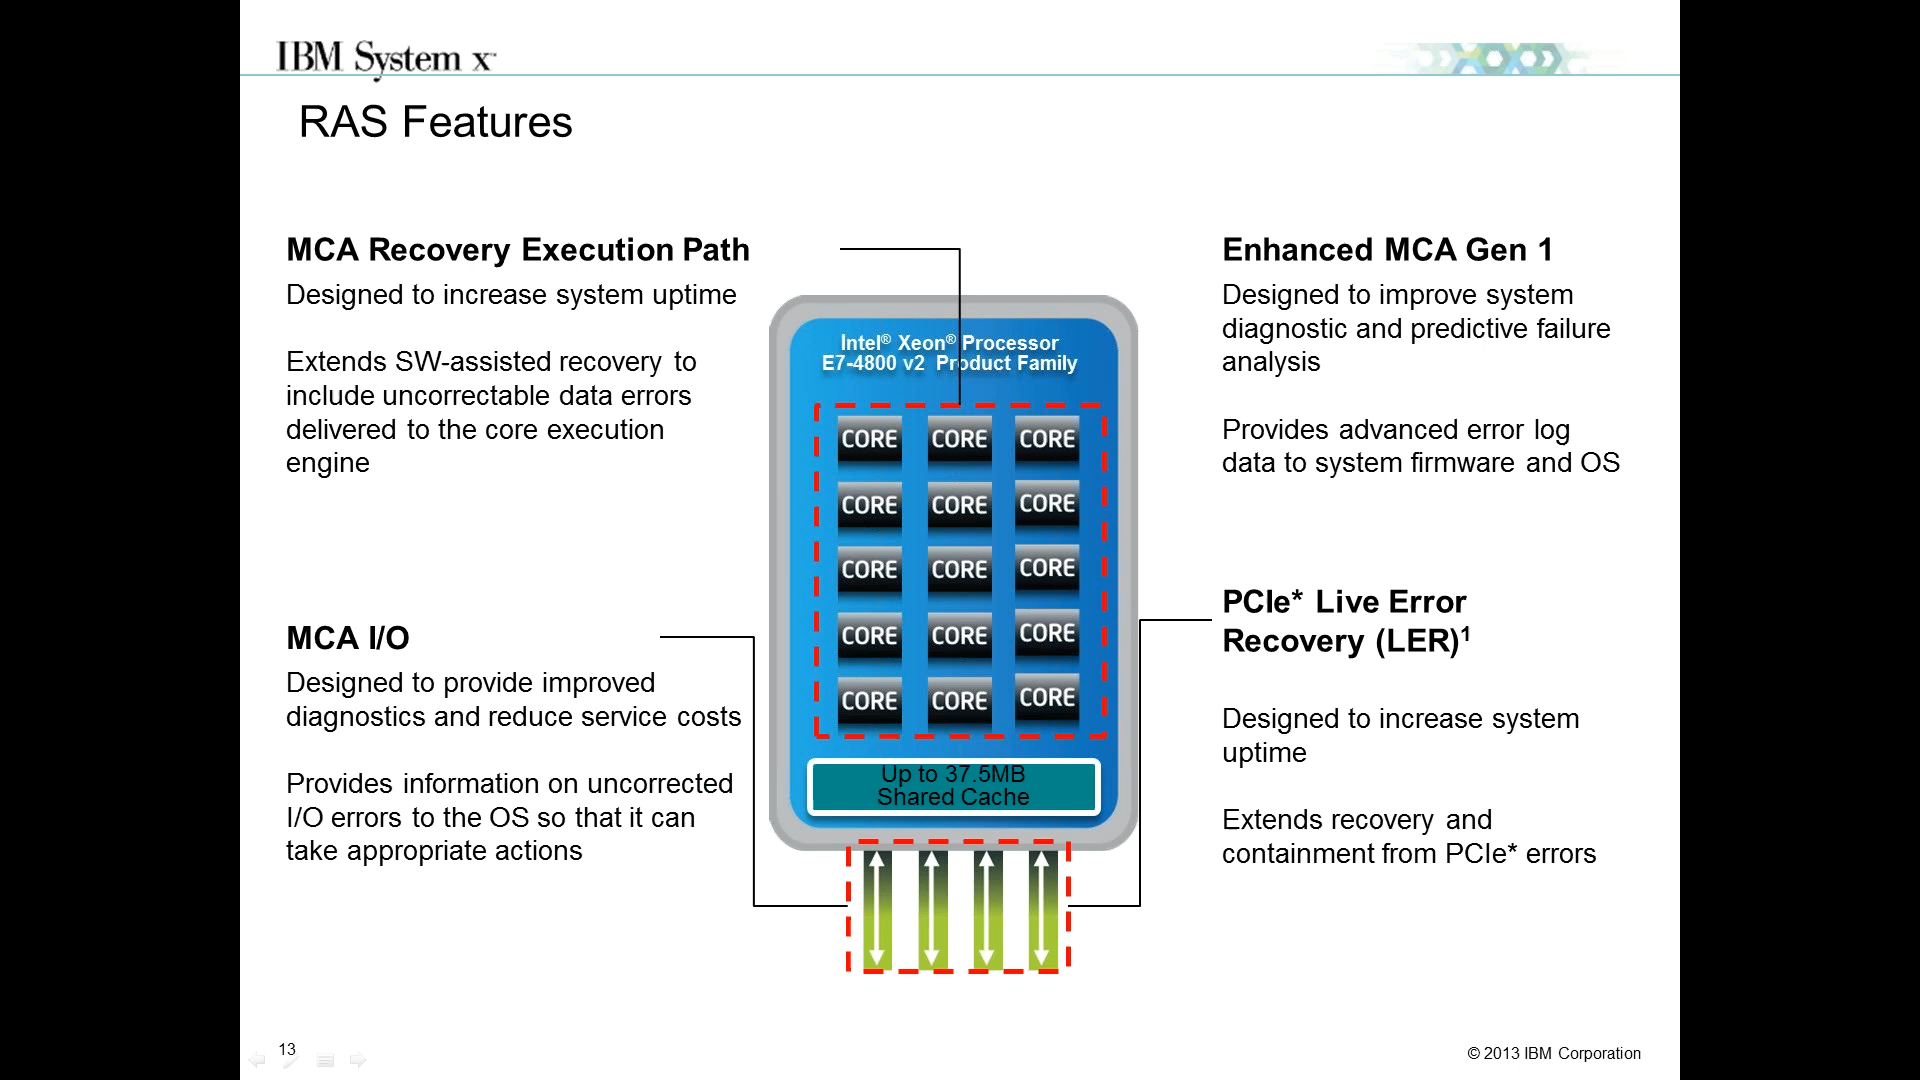 IBM System x™
RAS Features
MCA Recovery Execution Path
Designed to increase system uptime
Extends SW-assisted recovery to
include uncorrectable data errors
delivered to the core execution
engine
MCA I/O
Designed to provide improved
diagnostics and reduce service costs
Provides information on uncorrected
I/O errors to the OS so that it can
take appropriate actions
Intel® Xeon® Processor
E7-4800 v2 Product Family
CORE CORE CORE
CORE CORE CORE
CORE CORE CORE
CORE CORE CORE
CORE CORE CORE
Up to 37.5MB
Shared Cache
Enhanced MCA Gen 1
Designed to improve system
diagnostic and predictive failure
analysis
Provides advanced error log
data to system firmware and OS
PCIe* Live Error
Recovery (LER)¹
Designed to increase system
uptime
Extends recovery and
containment from PCIe* errors
13
© 2013 IBM Corporation